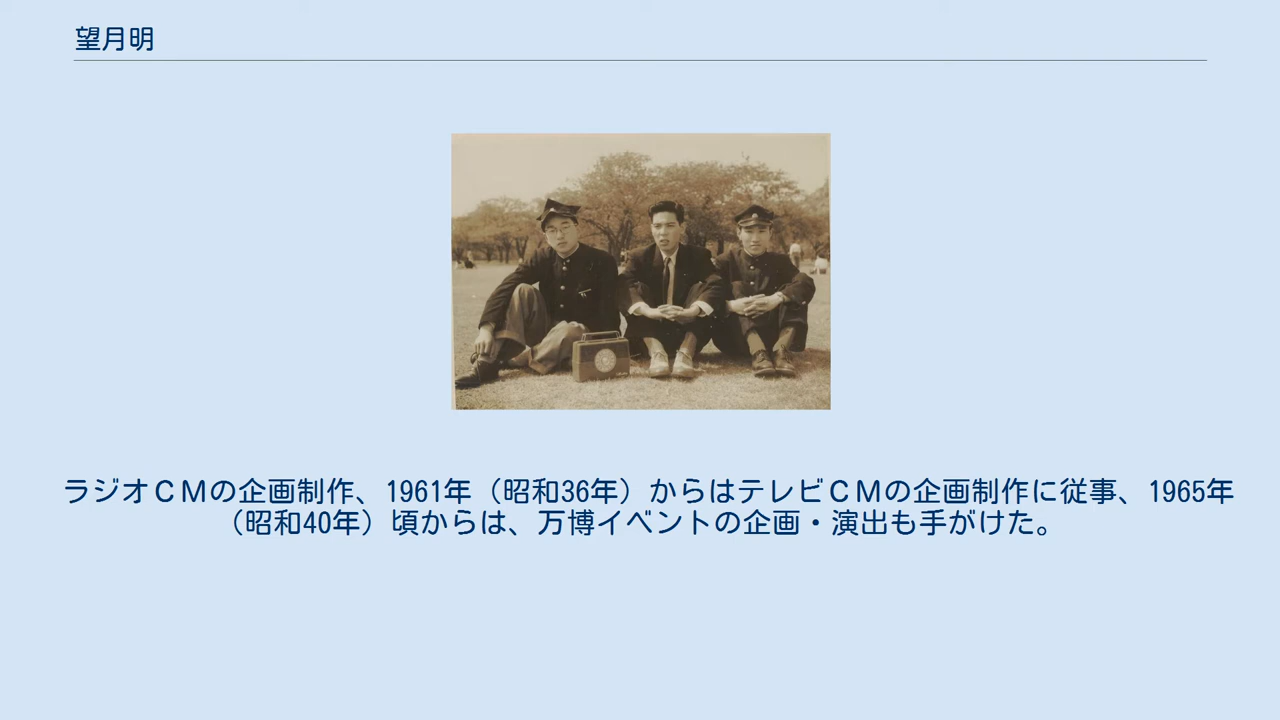 望月明
ラジオＣＭの企画制作、1961年（昭和36年）からはテレビＣＭの企画制作に従事、1965年
（昭和40年）頃からは、万博イベントの企画・演出も手がけた。